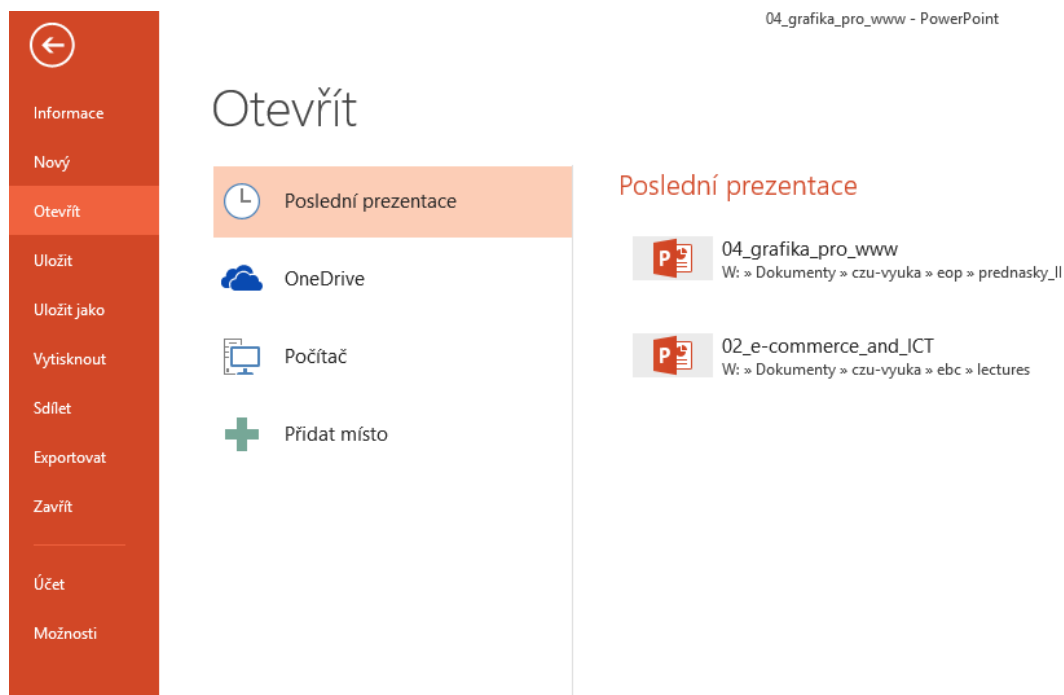 04_grafika_pro_www - PowerPoint
Informace
Nový
Otevřít
Uložit
Uložit jako
Vytisknout
Sdílet
Exportovat
Zavřít
Účet
Možnosti
Otevřít
Poslední prezentace
OneDrive
Počítač
Přidat místo
Poslední prezentace
04_grafika_pro_www
W: » Dokumenty » czu-vyuka » eop » prednasky_II
02_e-commerce_and_ICT
W: » Dokumenty » czu-vyuka » ebc » lectures